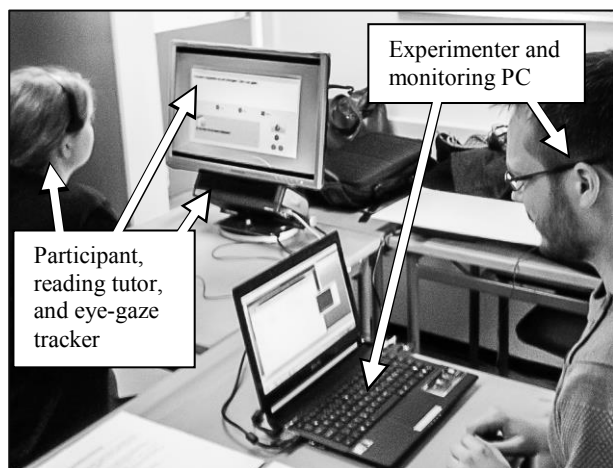 Experimenter and
monitoring PC
Participant,
reading tutor,
and eye-gaze
tracker